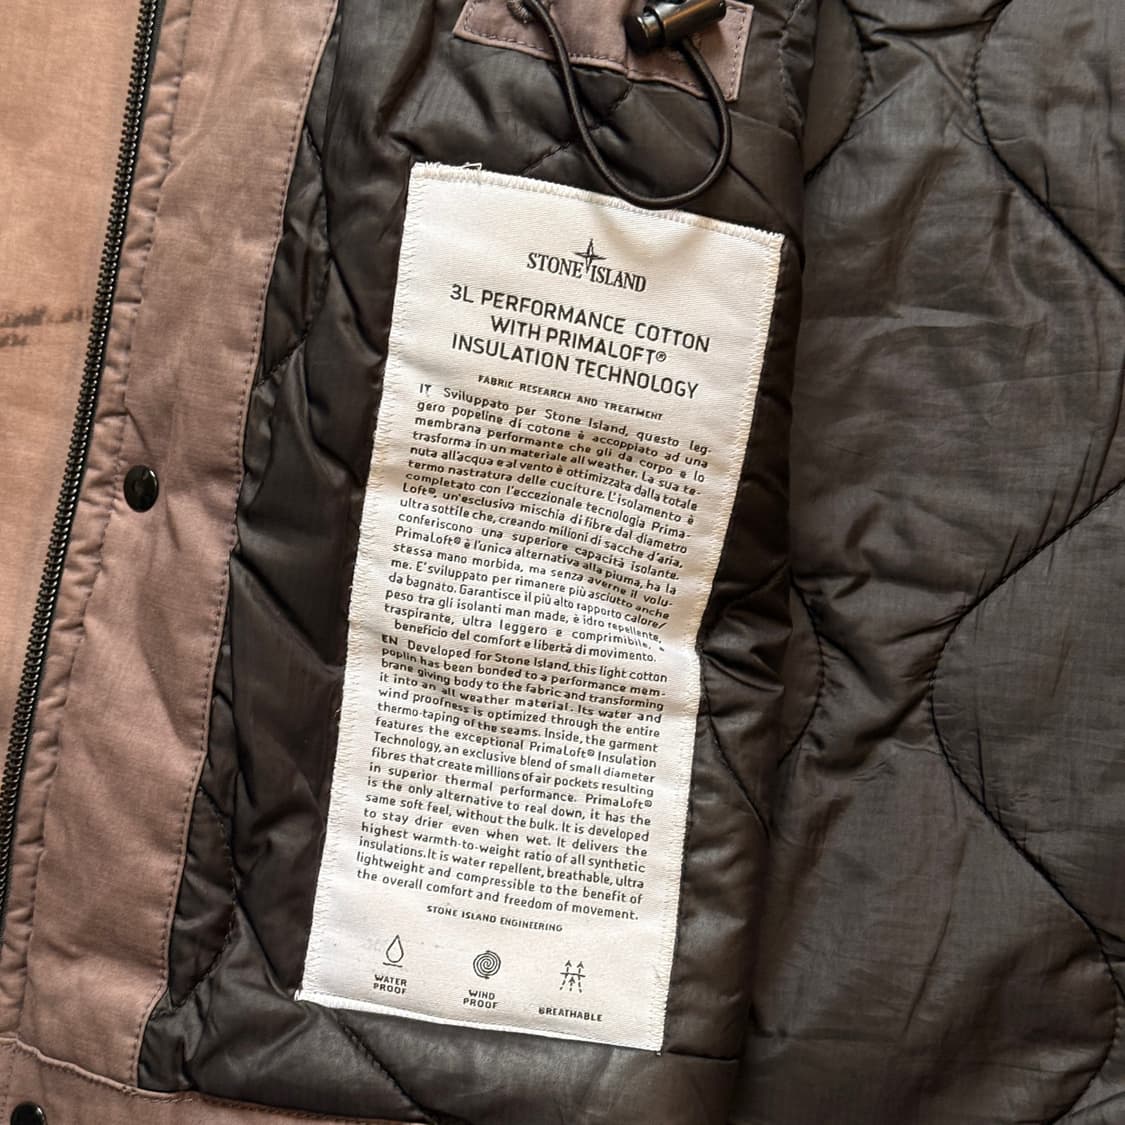 STONE ISLAND
3L PERFORMANCE COTTON
WITH PRIMALOFT®
INSULATION TECHNOLOGY
FABRIC RESEARCH AND TREATMENT
IT Sviluppato per Stone Island, questo leg-
gero popeline di cotone è accoppiato ad una
membrana performante che gli da corpo e lo
trasforma in un materiale all weather. La sua te-
nuta all'acqua e al vento è ottimizzata dalla totale
termo nastratura delle cuciture. L'isolamento è
completato con l'eccezionale tecnologia Prima-
Loft®, un'esclusiva mischia di fibre dal diametro
ultra sottile che, creando milioni di sacche d'aria,
conferiscono una superiore capacità isolante.
PrimaLoft® è l'unica alternativa alla piuma, ha la
stessa mano morbida, ma senza averne il volu-
me. E' sviluppato per rimanere più asciutto anche
da bagnato. Garantisce il più alto rapporto calore/
peso tra gli isolanti man made, è idro repellente,
traspirante, ultra leggero e comprimibile, a
beneficio del comfort e libertà di movimento.
EN Developed for Stone Island, this light cotton
poplin has been bonded to a performance mem-
brane giving body to the fabric and transforming
it into an all weather material. Its water and
wind proofness is optimized through the entire
thermo-taping of the seams. Inside, the garment
features the exceptional PrimaLoft® Insulation
Technology, an exclusive blend of small diameter
fibres that create millions of air pockets resulting
in superior thermal performance. PrimaLoft®
is the only alternative to real down, it has the
same soft feel, without the bulk. It is developed
to stay drier even when wet. It delivers the
highest warmth-to-weight ratio of all synthetic
insulations. It is water repellent, breathable, ultra
lightweight and compressible to the benefit of
the overall comfort and freedom of movement.
STONE ISLAND ENGINEERING
WATER
PROOF
WIND
PROOF
BREATHABLE